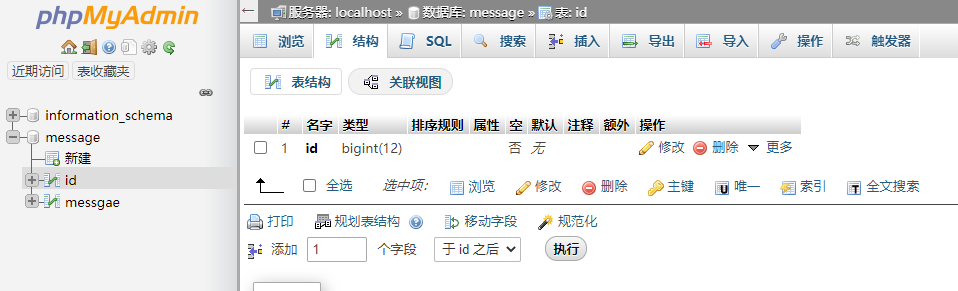 phpMyAdmin
近期访问 表收藏夹
information_schema
message
新建
id
messgae
服务器: localhost » 数据库: message » 表: id
浏览 结构 SQL 搜索 插入 导出 导入 操作 触发器
表结构 关联视图
# 名字 类型 排序规则 属性 空 默认 注释 额外 操作
1 id bigint(12) 否 无 修改 删除 更多
全选 选中项: 浏览 修改 删除 主键 唯一 索引 全文搜索
打印 规划表结构 移动字段 规范化
添加 1 个字段 于 id 之后 执行